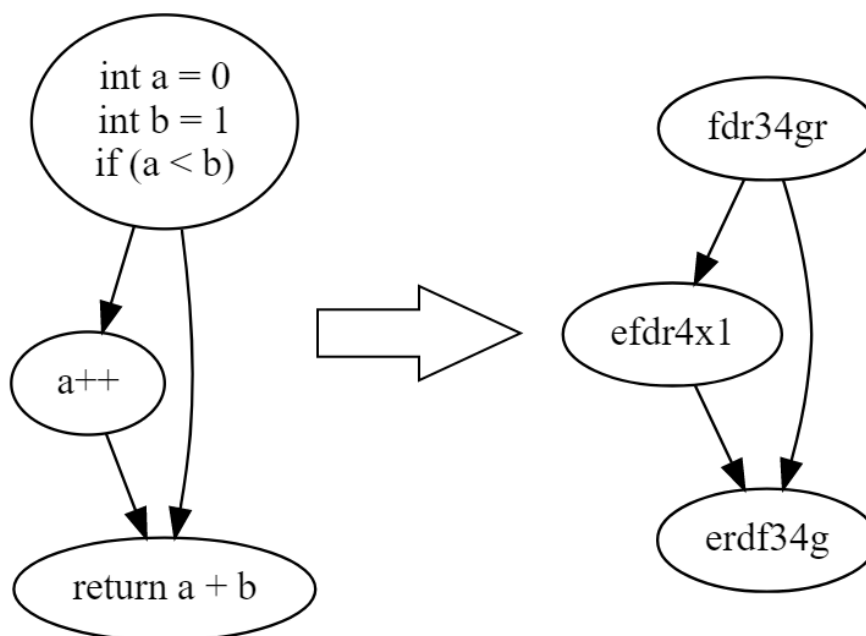 int a = 0
int b = 1
if (a < b)
a++
return a + b
fdr34gr
efdr4x1
erdf34g